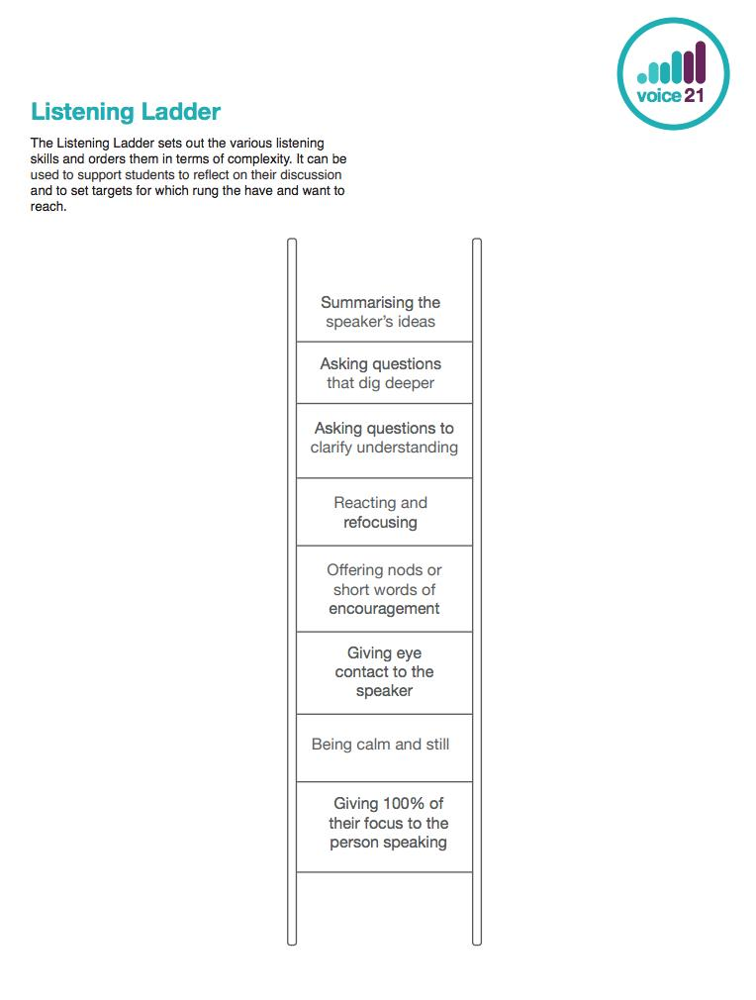 voice 21
Listening Ladder
The Listening Ladder sets out the various listening
skills and orders them in terms of complexity. It can be
used to support students to reflect on their discussion
and to set targets for which rung the have and want to
reach.
Summarising the
speaker's ideas
Asking questions
that dig deeper
Asking questions to
clarify understanding
Reacting and
refocusing
Offering nods or
short words of
encouragement
Giving eye
contact to the
speaker
Being calm and still
Giving 100% of
their focus to the
person speaking